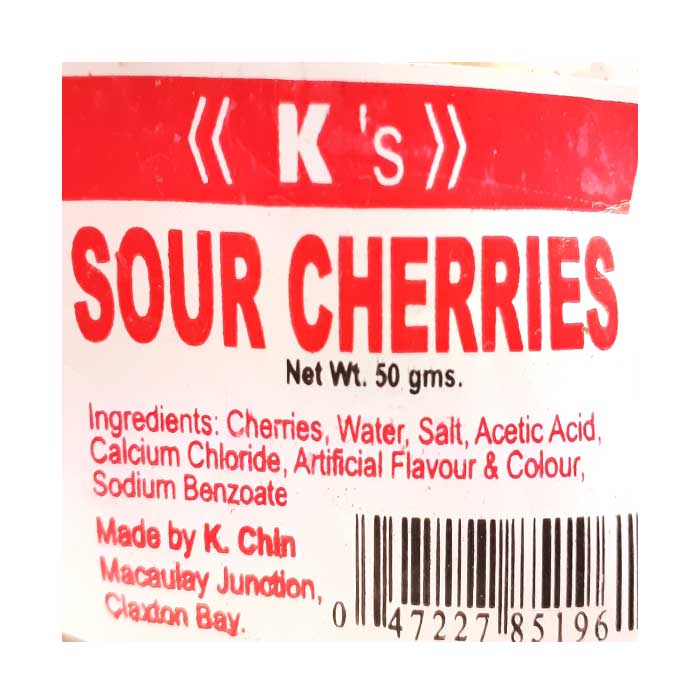 《 K 's 》
SOUR CHERRIES
Net Wt. 50 gms.
Ingredients: Cherries, Water, Salt, Acetic Acid,
Calcium Chloride, Artificial Flavour & Colour,
Sodium Benzoate
Made by K. Chin
Macaulay Junction,
Claxton Bay.
0 47227 85196